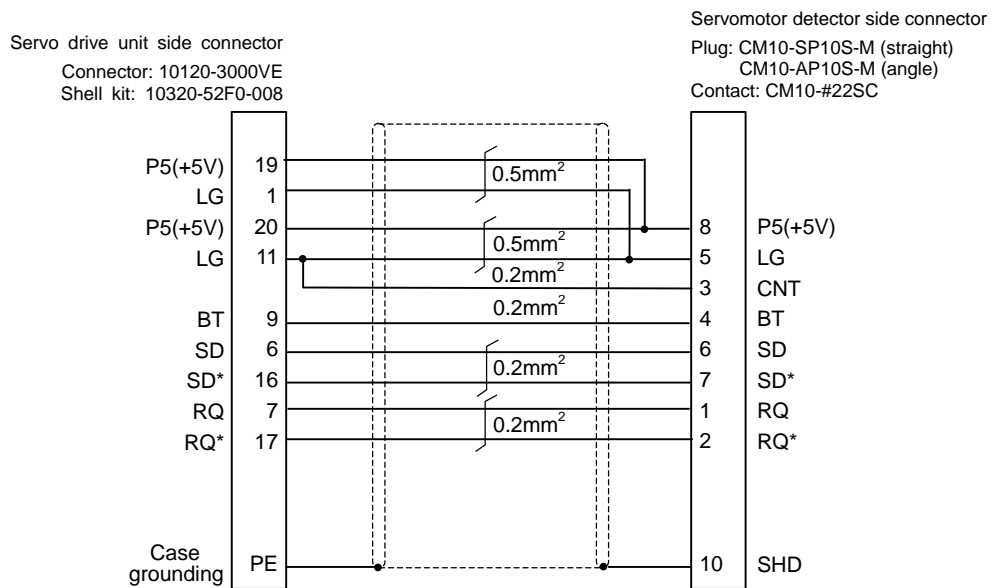 Servo drive unit side connector
Connector: 10120-3000VE
Shell kit: 10320-52F0-008
Servomotor detector side connector
Plug: CM10-SP10S-M (straight)
CM10-AP10S-M (angle)
Contact: CM10-#22SC
P5(+5V) 19
0.5mm²
LG 1
P5(+5V) 20 8 P5(+5V)
0.5mm²
LG 11 5 LG
0.2mm²
3 CNT
0.2mm²
BT 9 4 BT
SD 6 6 SD
0.2mm²
SD* 16 7 SD*
RQ 7 1 RQ
0.2mm²
RQ* 17 2 RQ*
Case
grounding PE 10 SHD